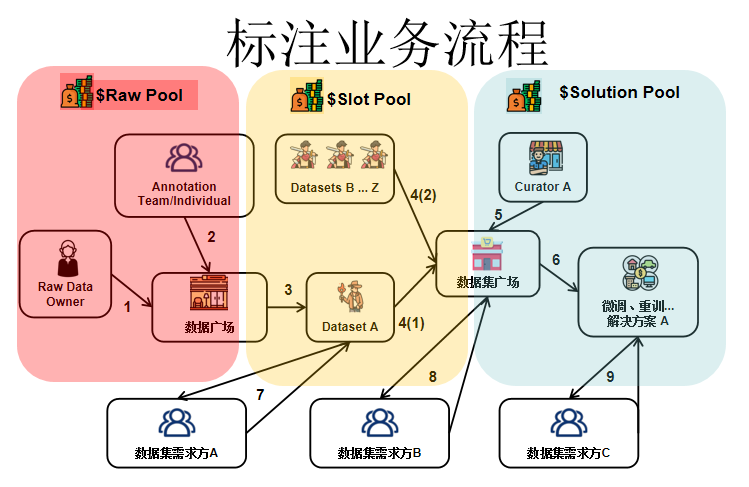 标注业务流程
$Raw Pool
$Slot Pool
$Solution Pool
Annotation
Team/Individual
Datasets B ... Z
4(2)
Curator A
2
5
Raw Data
Owner
1
数据广场
3
Dataset A
4(1)
数据集广场
6
微调、重训...
解决方案 A
7
8
9
数据集需求方A
数据集需求方B
数据集需求方C